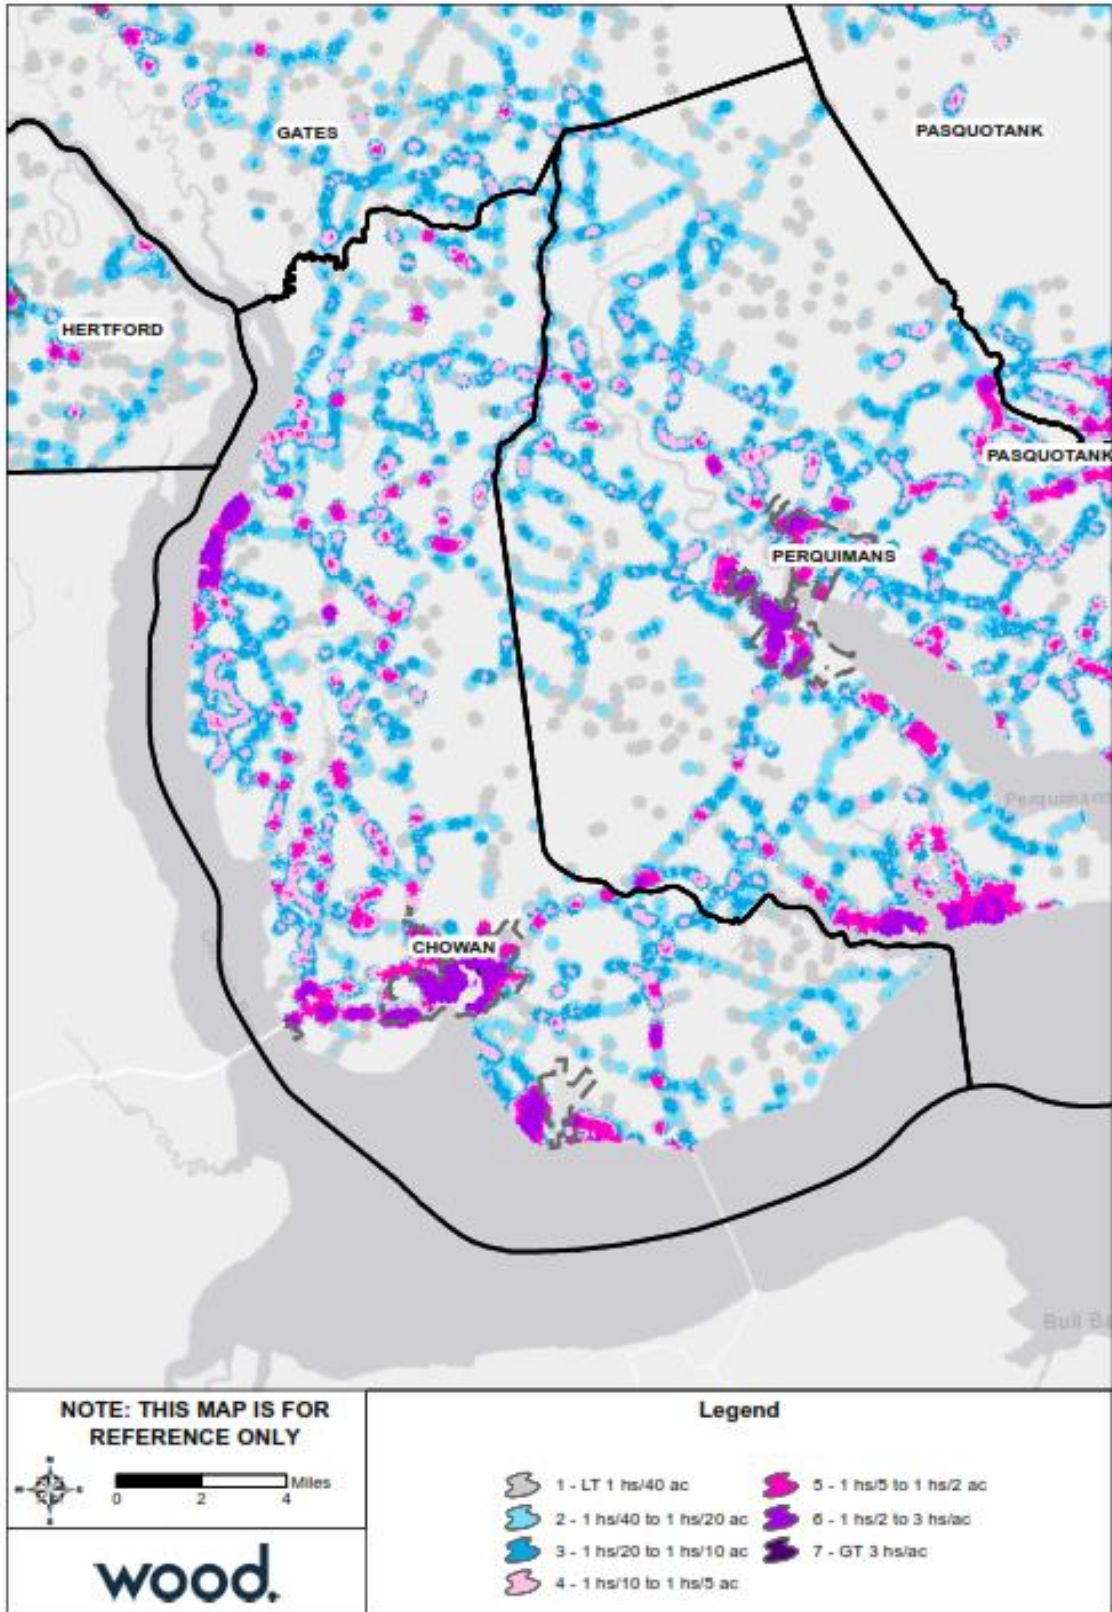 GATES
PASQUOTANK
HERTFORD
PASQUOTANK
PERQUIMANS
Perquimans
CHOWAN
Bull Ba
NOTE: THIS MAP IS FOR
REFERENCE ONLY
N
W E
S
Miles
0 2 4
wood.
Legend
1 - LT 1 hs/40 ac
2 - 1 hs/40 to 1 hs/20 ac
3 - 1 hs/20 to 1 hs/10 ac
4 - 1 hs/10 to 1 hs/5 ac
5 - 1 hs/5 to 1 hs/2 ac
6 - 1 hs/2 to 3 hs/ac
7 - GT 3 hs/ac